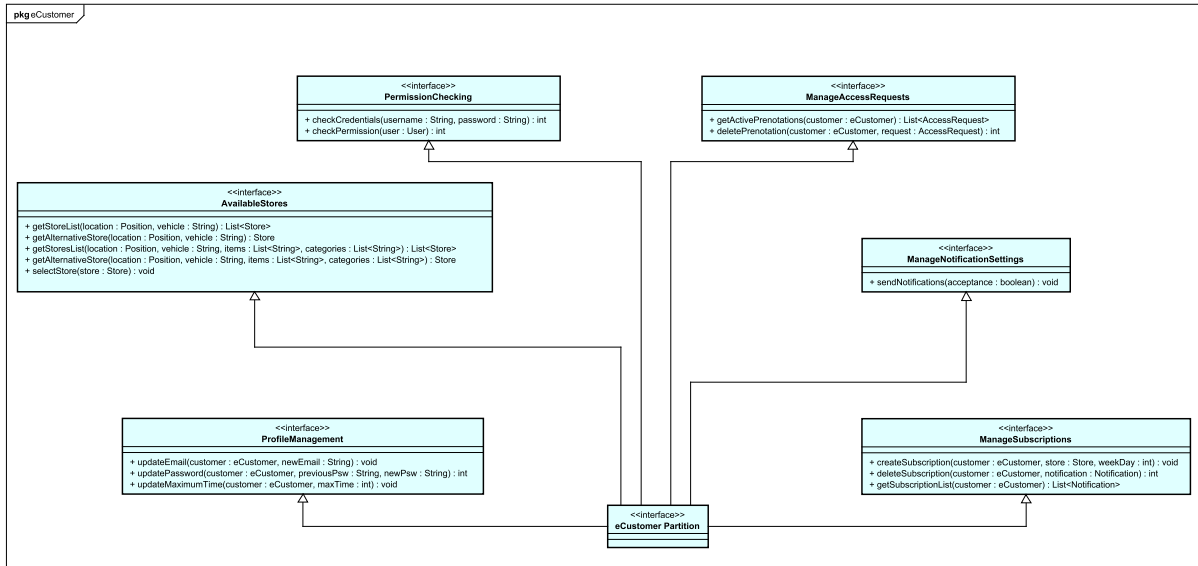 pkg eCustomer
<<interface>>
PermissionChecking
+ checkCredentials(username : String, password : String) : int
+ checkPermission(user : User) : int
<<interface>>
ManageAccessRequests
+ getActivePrenotations(customer : eCustomer) : List<AccessRequest>
+ deletePrenotation(customer : eCustomer, request : AccessRequest) : int
<<interface>>
AvailableStores
+ getStoreList(location : Position, vehicle : String) : List<Store>
+ getAlternativeStore(location : Position, vehicle : String) : Store
+ getStoresList(location : Position, vehicle : String, items : List<String>, categories : List<String>) : List<Store>
+ getAlternativeStore(location : Position, vehicle : String, items : List<String>, categories : List<String>) : Store
+ selectStore(store : Store) : void
<<interface>>
ManageNotificationSettings
+ sendNotifications(acceptance : boolean) : void
<<interface>>
ProfileManagement
+ updateEmail(customer : eCustomer, newEmail : String) : void
+ updatePassword(customer : eCustomer, previousPsw : String, newPsw : String) : int
+ updateMaximumTime(customer : eCustomer, maxTime : int) : void
<<interface>>
ManageSubscriptions
+ createSubscription(customer : eCustomer, store : Store, weekDay : int) : void
+ deleteSubscription(customer : eCustomer, notification : Notification) : int
+ getSubscriptionList(customer : eCustomer) : List<Notification>
<<interface>>
eCustomer Partition